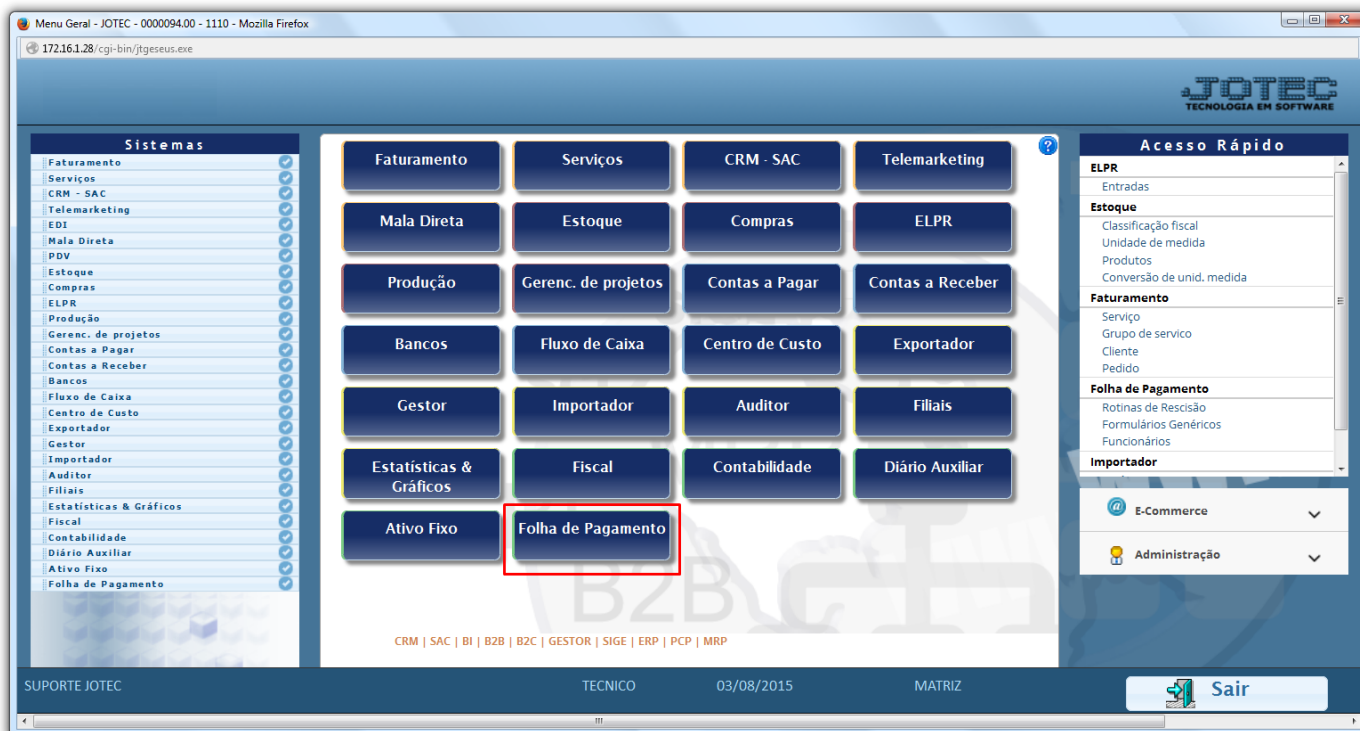 Menu Geral - JOTEC - 0000094.00 - 1110 - Mozilla Firefox
172.16.1.28/cgi-bin/jtgeseus.exe
JOTEC
TECNOLOGIA EM SOFTWARE
Sistemas
Faturamento
Serviços
CRM - SAC
Telemarketing
EDI
Mala Direta
PDV
Estoque
Compras
ELPR
Produção
Gerenc. de projetos
Contas a Pagar
Contas a Receber
Bancos
Fluxo de Caixa
Centro de Custo
Exportador
Gestor
Importador
Auditor
Filiais
Estatísticas & Gráficos
Fiscal
Contabilidade
Diário Auxiliar
Ativo Fixo
Folha de Pagamento
Faturamento Serviços CRM - SAC Telemarketing
Mala Direta Estoque Compras ELPR
Produção Gerenc. de projetos Contas a Pagar Contas a Receber
Bancos Fluxo de Caixa Centro de Custo Exportador
Gestor Importador Auditor Filiais
Estatísticas &
Gráficos
Fiscal Contabilidade Diário Auxiliar
Ativo Fixo Folha de Pagamento
B2B
CRM | SAC | BI | B2B | B2C | GESTOR | SIGE | ERP | PCP | MRP
?
Acesso Rápido
ELPR
Entradas
Estoque
Classificação fiscal
Unidade de medida
Produtos
Conversão de unid. medida
Faturamento
Serviço
Grupo de servico
Cliente
Pedido
Folha de Pagamento
Rotinas de Rescisão
Formulários Genéricos
Funcionários
Importador
@ E-Commerce
Administração
SUPORTE JOTEC TECNICO 03/08/2015 MATRIZ Sair